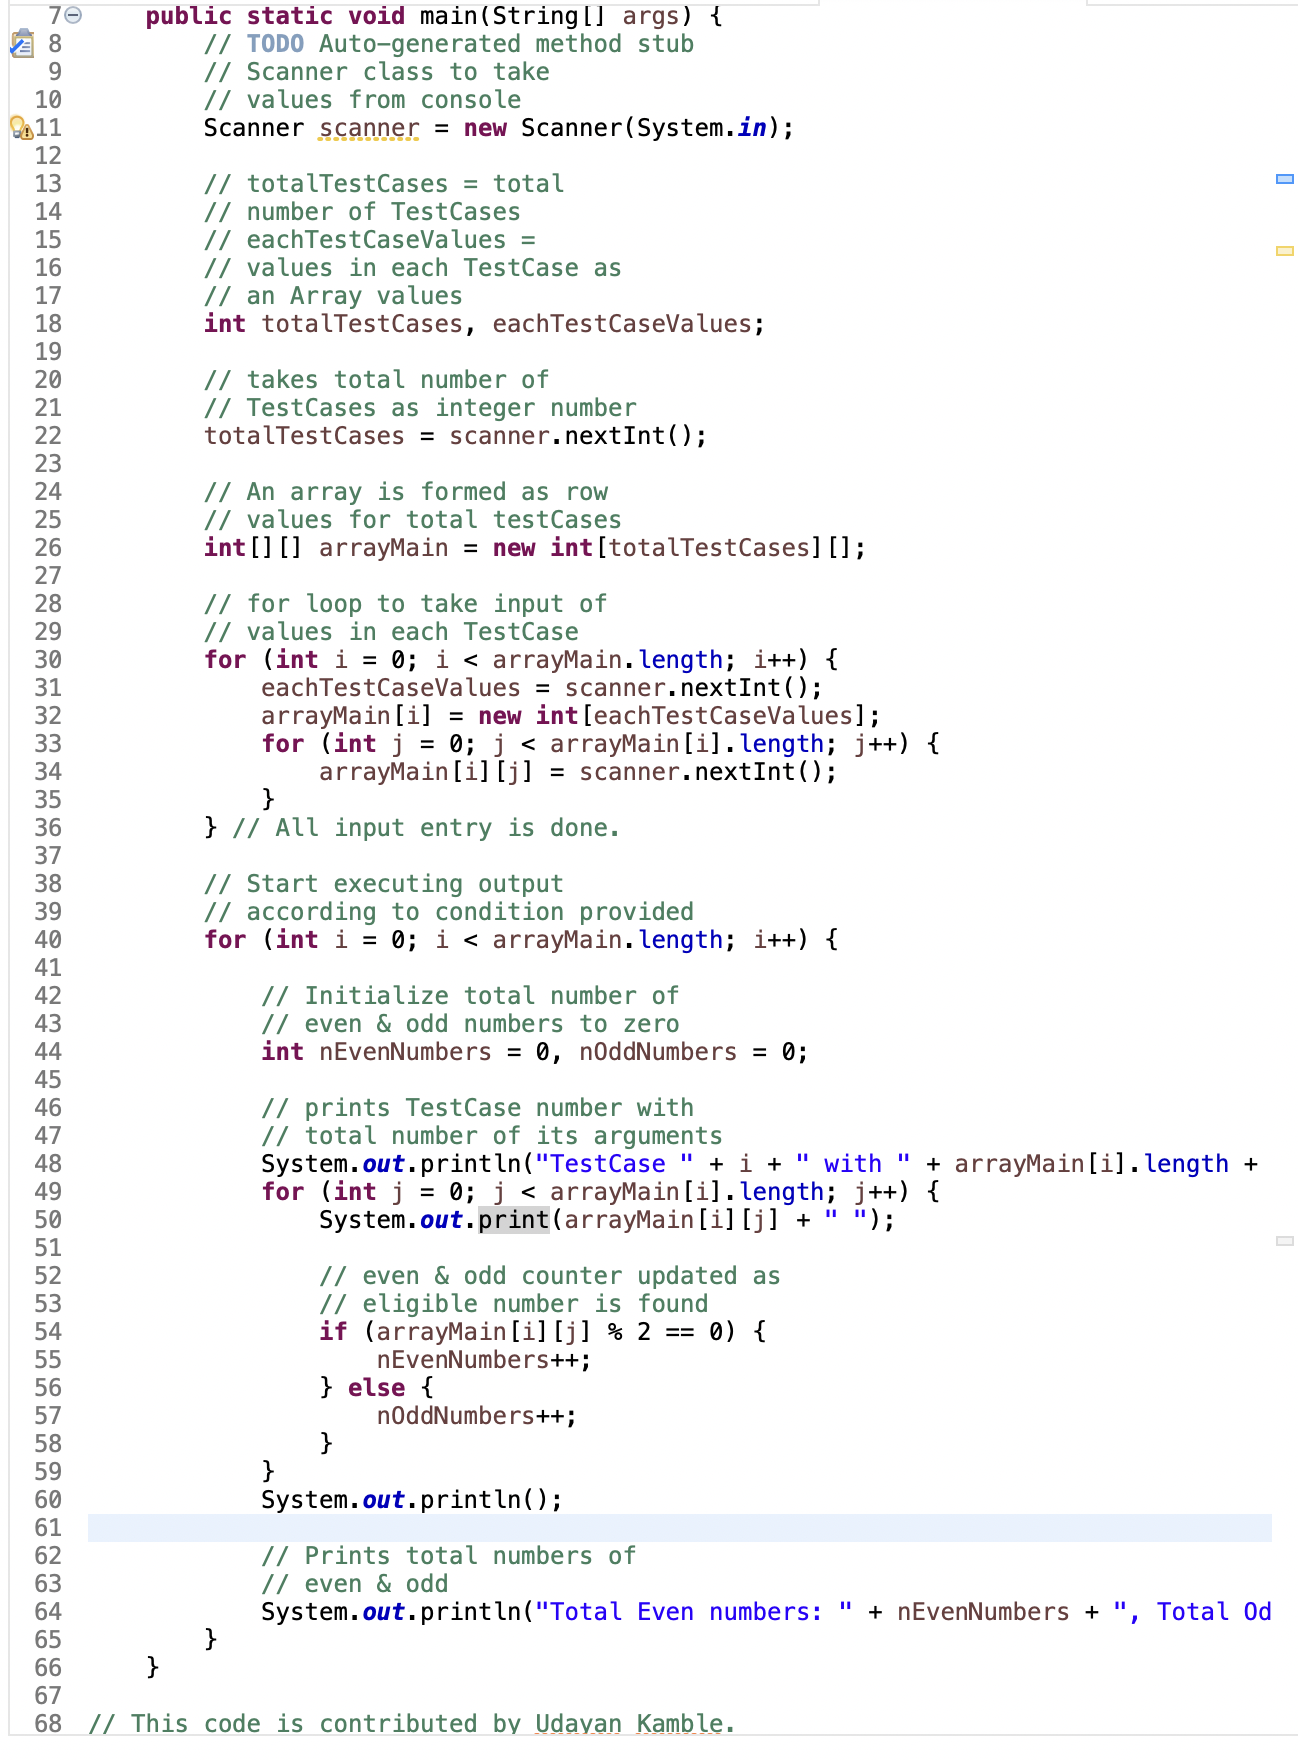 7 public static void main(String[] args) {
8 // TODO Auto-generated method stub
9 // Scanner class to take
10 // values from console
11 Scanner scanner = new Scanner(System.in);
12
13 // totalTestCases = total
14 // number of TestCases
15 // eachTestCaseValues =
16 // values in each TestCase as
17 // an Array values
18 int totalTestCases, eachTestCaseValues;
19
20 // takes total number of
21 // TestCases as integer number
22 totalTestCases = scanner.nextInt();
23
24 // An array is formed as row
25 // values for total testCases
26 int[][] arrayMain = new int[totalTestCases][];
27
28 // for loop to take input of
29 // values in each TestCase
30 for (int i = 0; i < arrayMain.length; i++) {
31 eachTestCaseValues = scanner.nextInt();
32 arrayMain[i] = new int[eachTestCaseValues];
33 for (int j = 0; j < arrayMain[i].length; j++) {
34 arrayMain[i][j] = scanner.nextInt();
35 }
36 } // All input entry is done.
37
38 // Start executing output
39 // according to condition provided
40 for (int i = 0; i < arrayMain.length; i++) {
41
42 // Initialize total number of
43 // even & odd numbers to zero
44 int nEvenNumbers = 0, nOddNumbers = 0;
45
46 // prints TestCase number with
47 // total number of its arguments
48 System.out.println("TestCase " + i + " with " + arrayMain[i].length +
49 for (int j = 0; j < arrayMain[i].length; j++) {
50 System.out.print(arrayMain[i][j] + " ");
51
52 // even & odd counter updated as
53 // eligible number is found
54 if (arrayMain[i][j] % 2 == 0) {
55 nEvenNumbers++;
56 } else {
57 nOddNumbers++;
58 }
59 }
60 System.out.println();
61
62 // Prints total numbers of
63 // even & odd
64 System.out.println("Total Even numbers: " + nEvenNumbers + ", Total Od
65 }
66 }
67
68 // This code is contributed by Udayan Kamble.